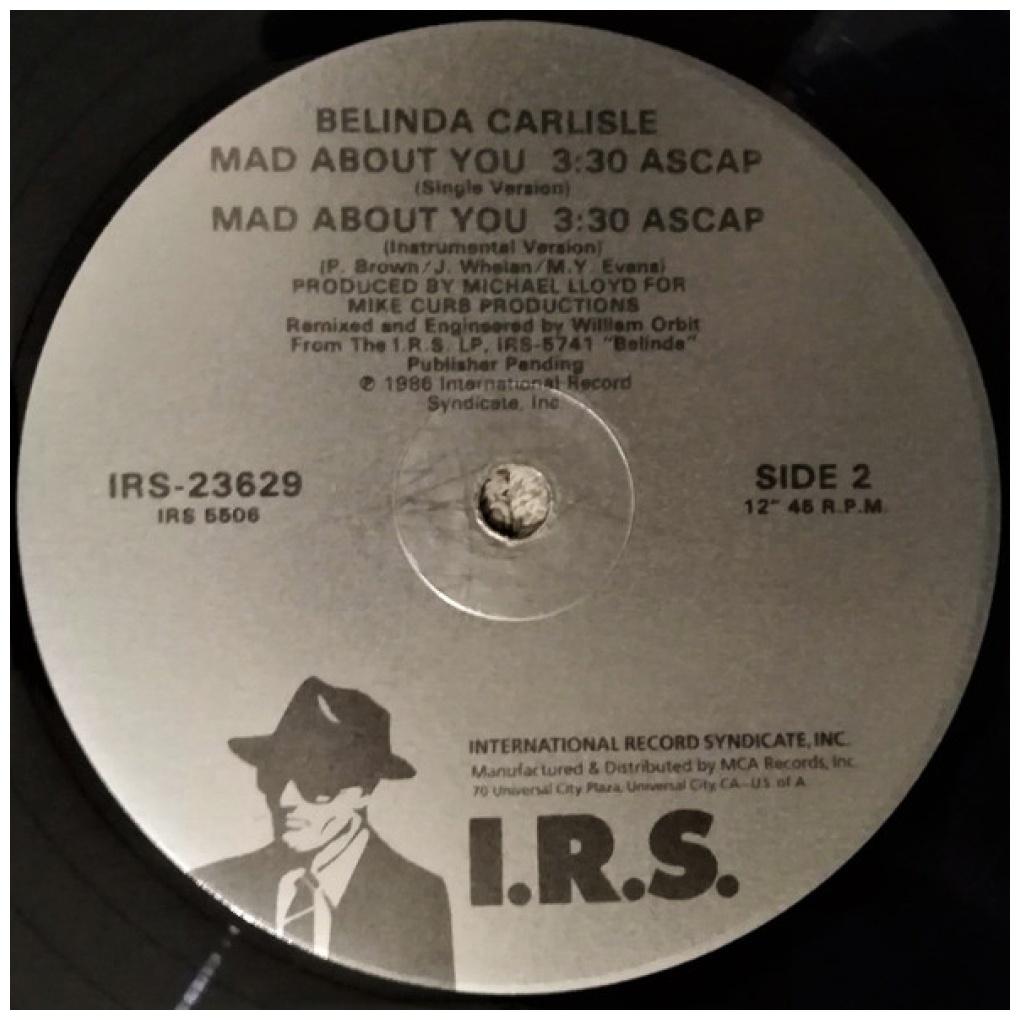 BELINDA CARLISLE
MAD ABOUT YOU 3:30 ASCAP
(Single Version)
MAD ABOUT YOU 3:30 ASCAP
(Instrumental Version)
(P. Brown/J. Whelan/M.Y. Evans)
PRODUCED BY MICHAEL LLOYD FOR
MIKE CURB PRODUCTIONS
Remixed and Engineered by William Orbit
From The I.R.S. LP, IRS-5741 "Belinda"
Publisher Pending
℗ 1986 International Record
Syndicate, Inc.
IRS-23629
IRS 5506
SIDE 2
12" 45 R.P.M.
INTERNATIONAL RECORD SYNDICATE, INC.
Manufactured & Distributed by MCA Records, Inc.
70 Universal City Plaza, Universal City, CA—U.S. of A.
I.R.S.